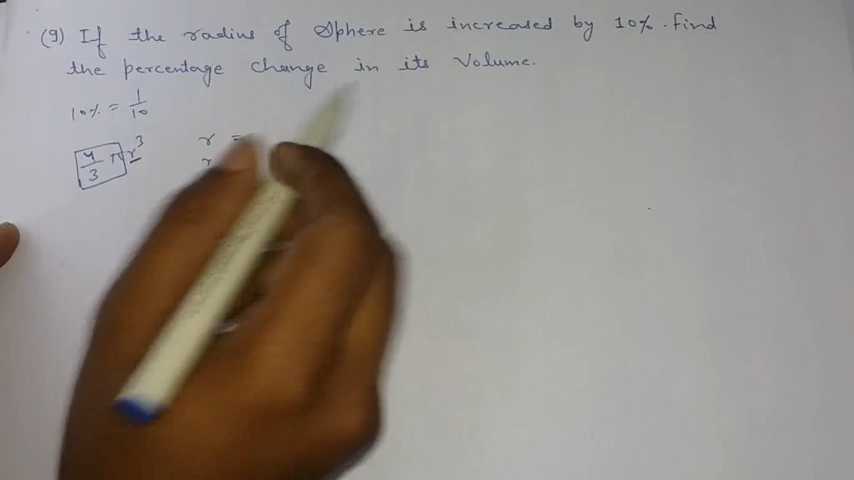 (9) If the radius of Sphere is increased by 10%. Find
the percentage change in its Volume.
10% = 1/10
4/3 πr³ r =
r